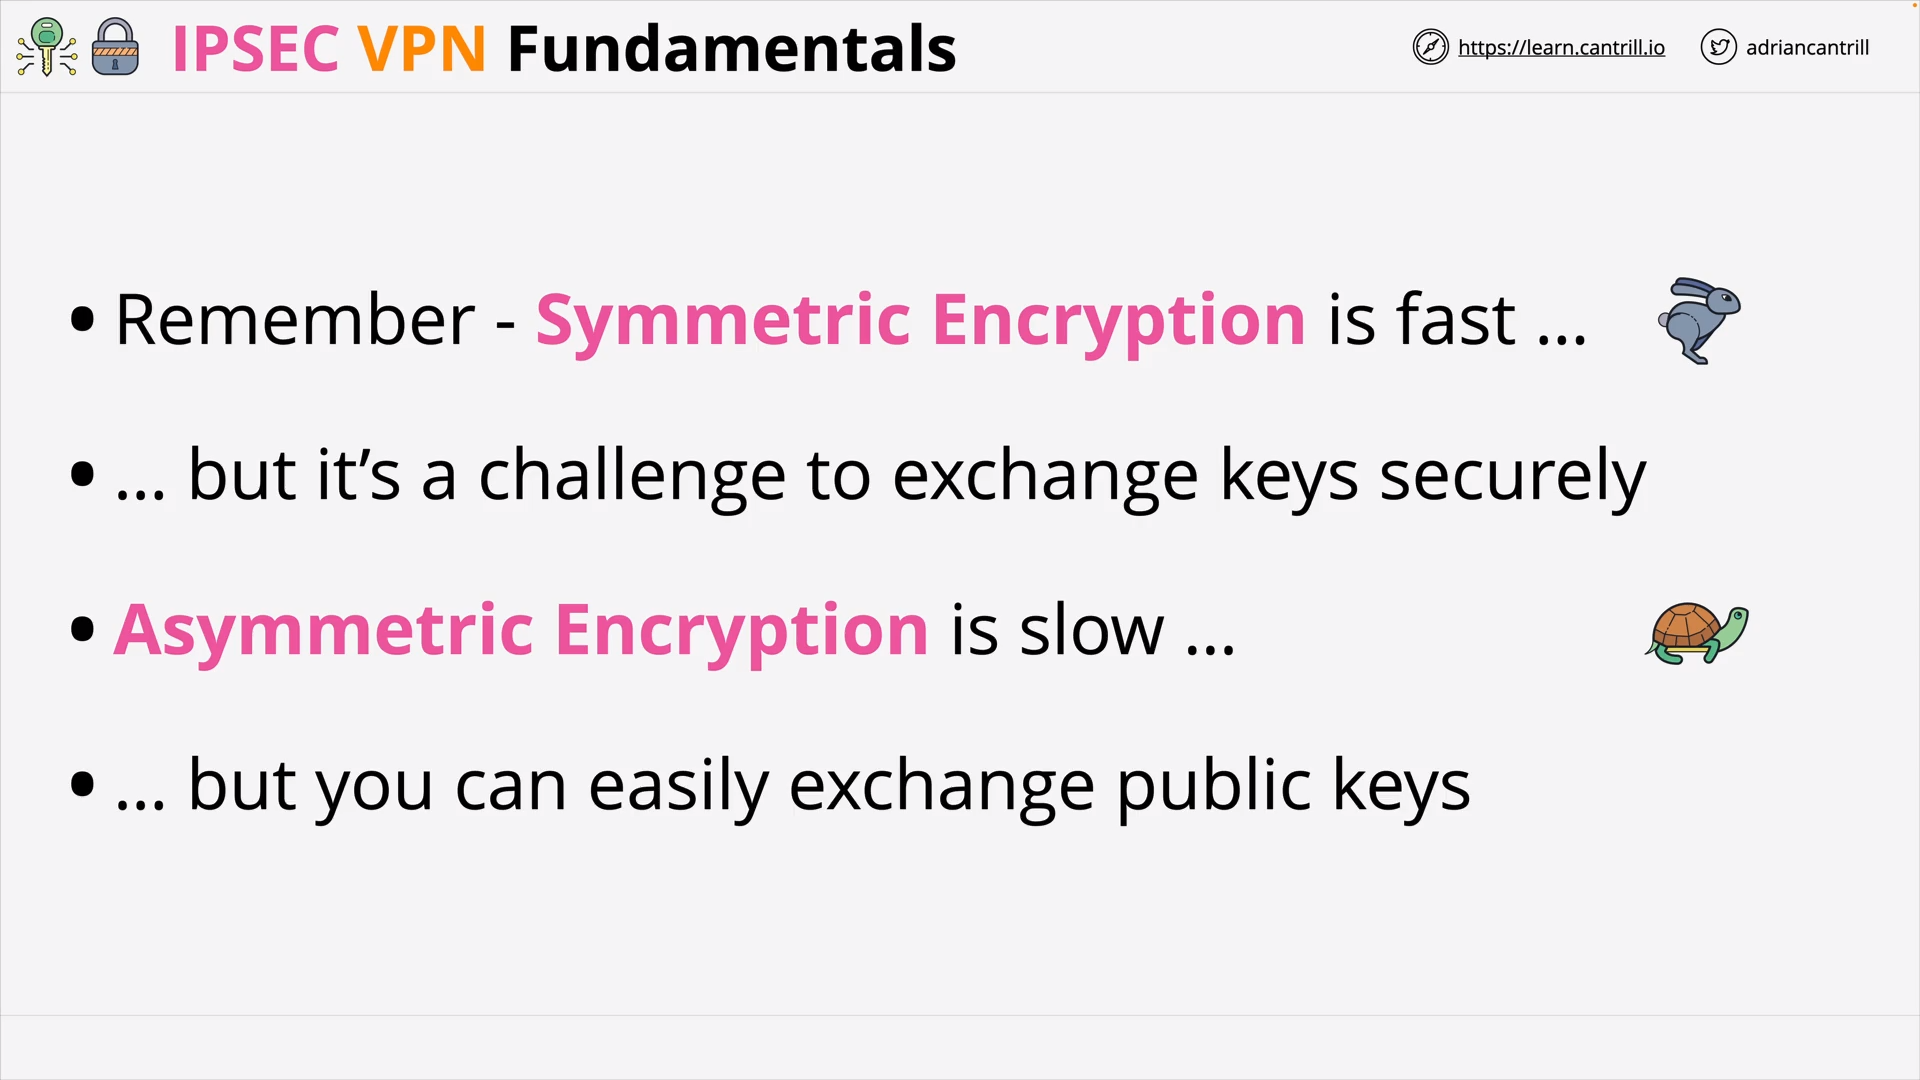 IPSEC VPN Fundamentals
https://learn.cantrill.io
adriancantrill
• Remember - Symmetric Encryption is fast ...
• ... but it’s a challenge to exchange keys securely
• Asymmetric Encryption is slow ...
• ... but you can easily exchange public keys